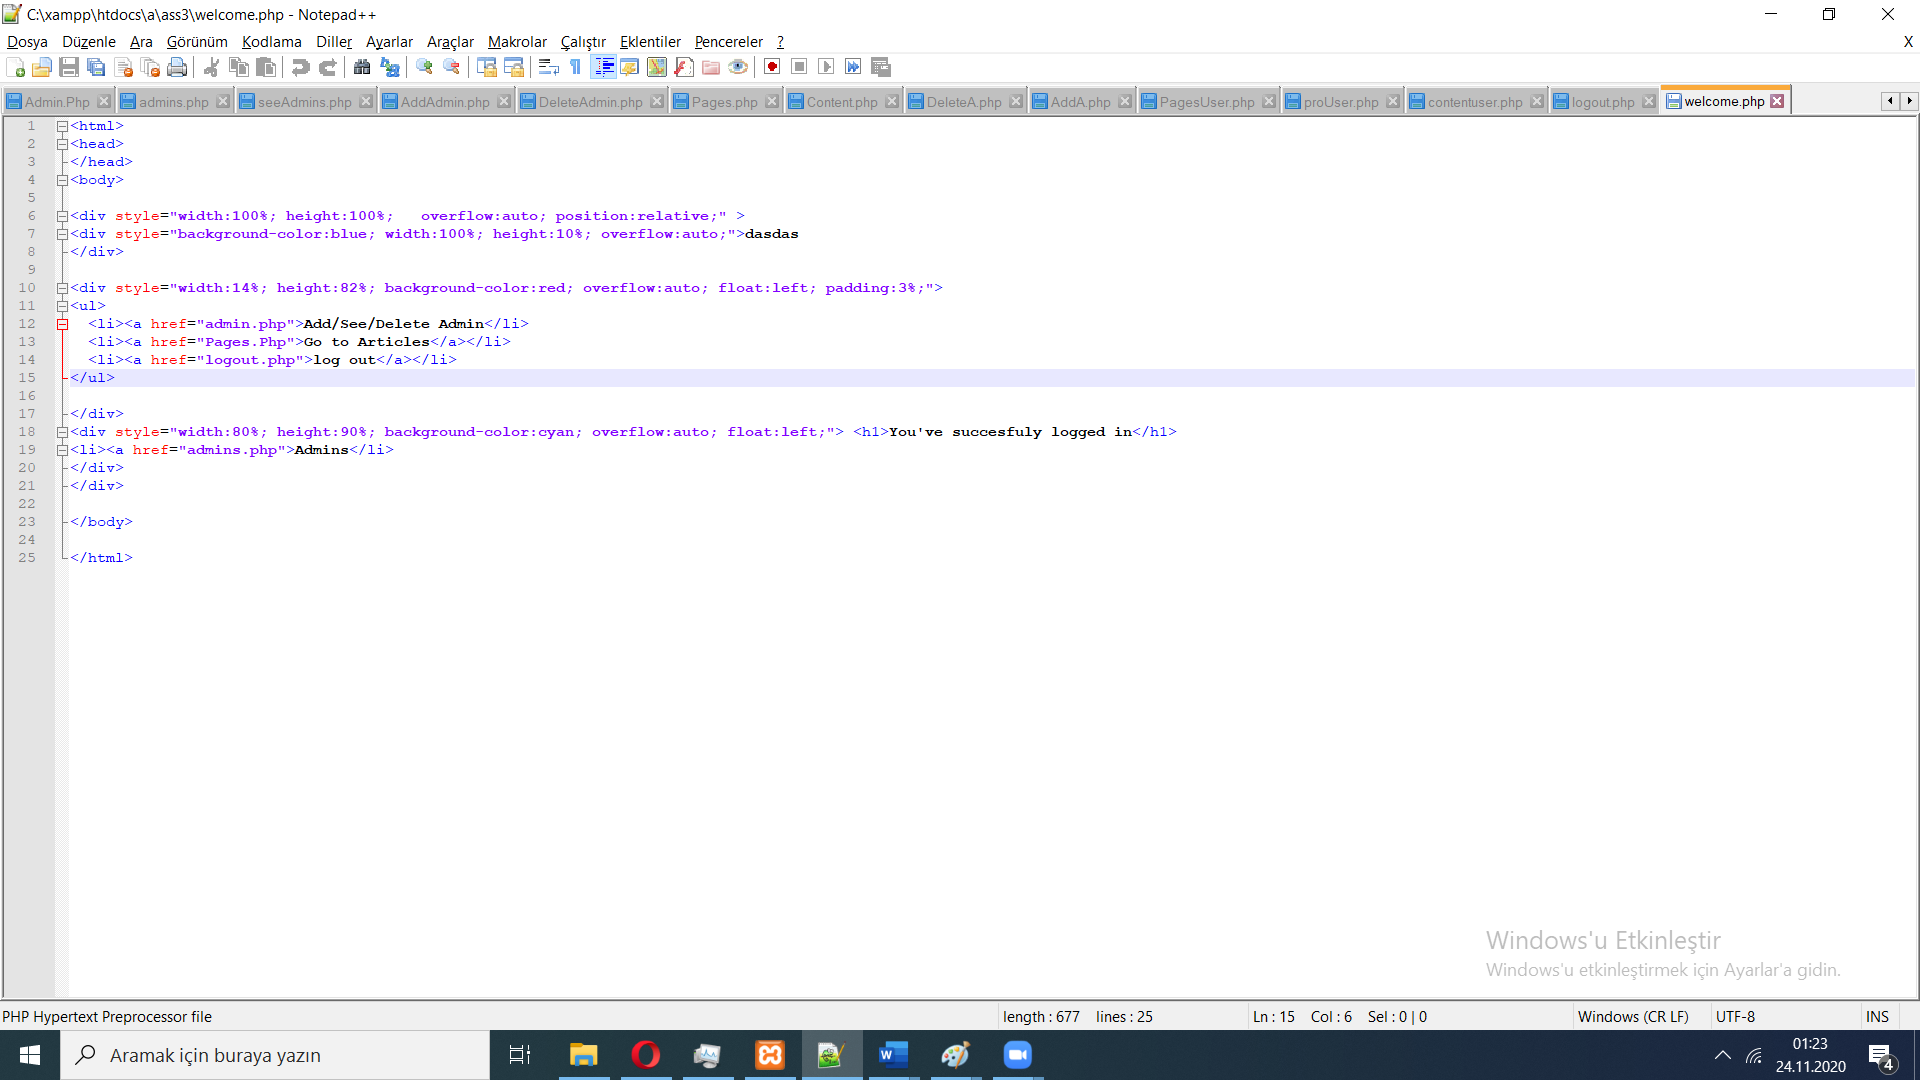 C:\xampp\htdocs\a\ass3\welcome.php - Notepad++
Dosya Düzenle Ara Görünüm Kodlama Diller Ayarlar Araçlar Makrolar Çalıştır Eklentiler Pencereler ? X
Admin.Php admins.php seeAdmins.php AddAdmin.php DeleteAdmin.php Pages.php Content.php DeleteA.php AddA.php PagesUser.php proUser.php contentuser.php logout.php welcome.php
1 <html>
2 <head>
3 </head>
4 <body>
5
6 <div style="width:100%; height:100%;   overflow:auto; position:relative;" >
7 <div style="background-color:blue; width:100%; height:10%; overflow:auto;">dasdas
8 </div>
9
10 <div style="width:14%; height:82%; background-color:red; overflow:auto; float:left; padding:3%;">
11 <ul>
12   <li><a href="admin.php">Add/See/Delete Admin</li>
13   <li><a href="Pages.Php">Go to Articles</a></li>
14   <li><a href="logout.php">log out</a></li>
15 </ul>
16
17 </div>
18 <div style="width:80%; height:90%; background-color:cyan; overflow:auto; float:left;"> <h1>You've succesfuly logged in</h1>
19 <li><a href="admins.php">Admins</li>
20 </div>
21 </div>
22
23 </body>
24
25 </html>
Windows'u Etkinleştir
Windows'u etkinleştirmek için Ayarlar'a gidin.
PHP Hypertext Preprocessor file length : 677 lines : 25 Ln : 15 Col : 6 Sel : 0 | 0 Windows (CR LF) UTF-8 INS
Aramak için buraya yazın
01:23
24.11.2020
4